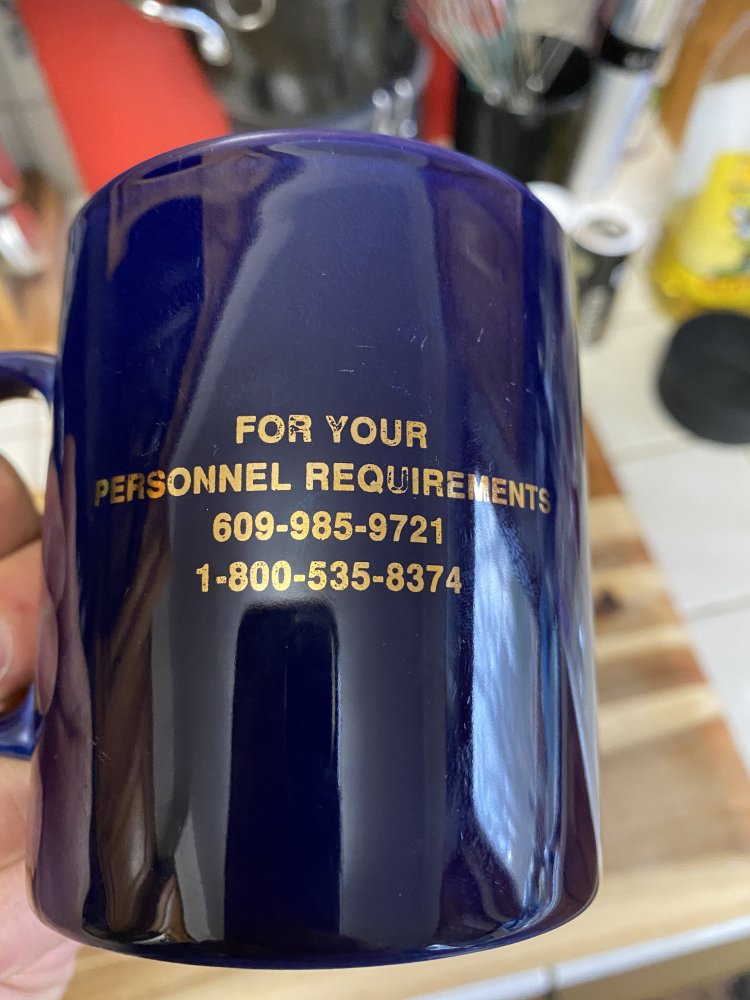 FOR YOUR
PERSONNEL REQUIREMENTS
609-985-9721
1-800-535-8374